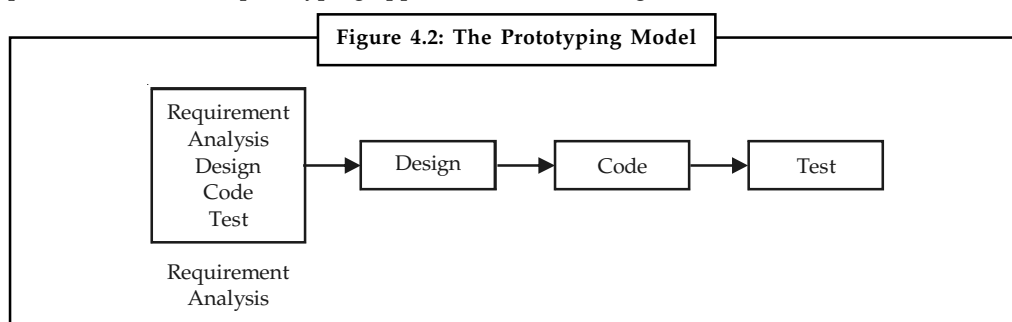 Figure 4.2: The Prototyping Model
Requirement
Analysis
Design
Code
Test
Design
Code
Test
Requirement
Analysis